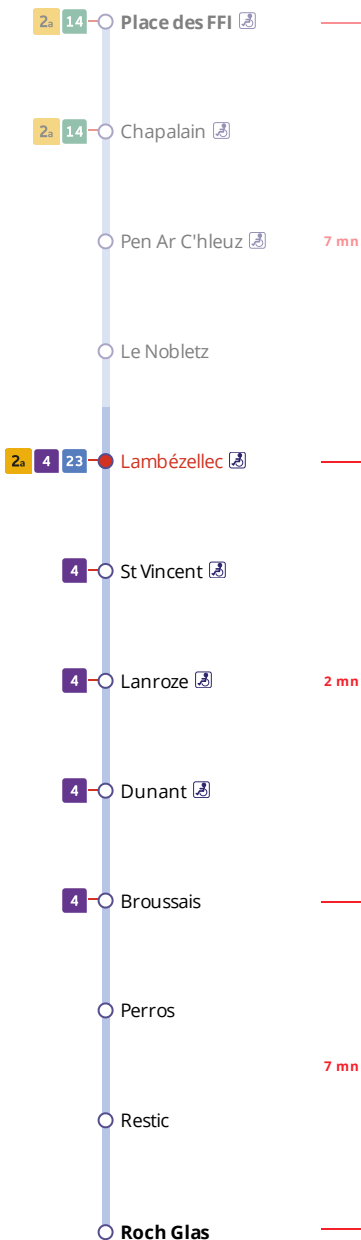 2a 14 Place des FFI
2a 14 Chapalain
Pen Ar C'hleuz 7 mn
Le Nobletz
2a 4 23 Lambézellec
4 St Vincent
4 Lanroze 2 mn
4 Dunant
4 Broussais
Perros
7 mn
Restic
Roch Glas